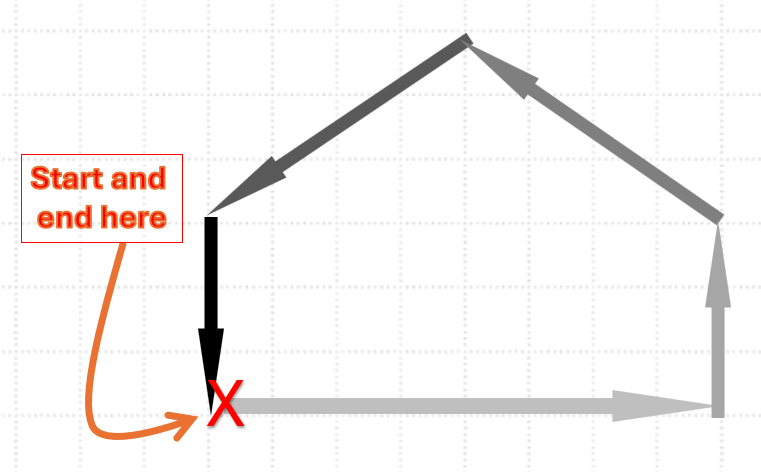 Start and
end here
X